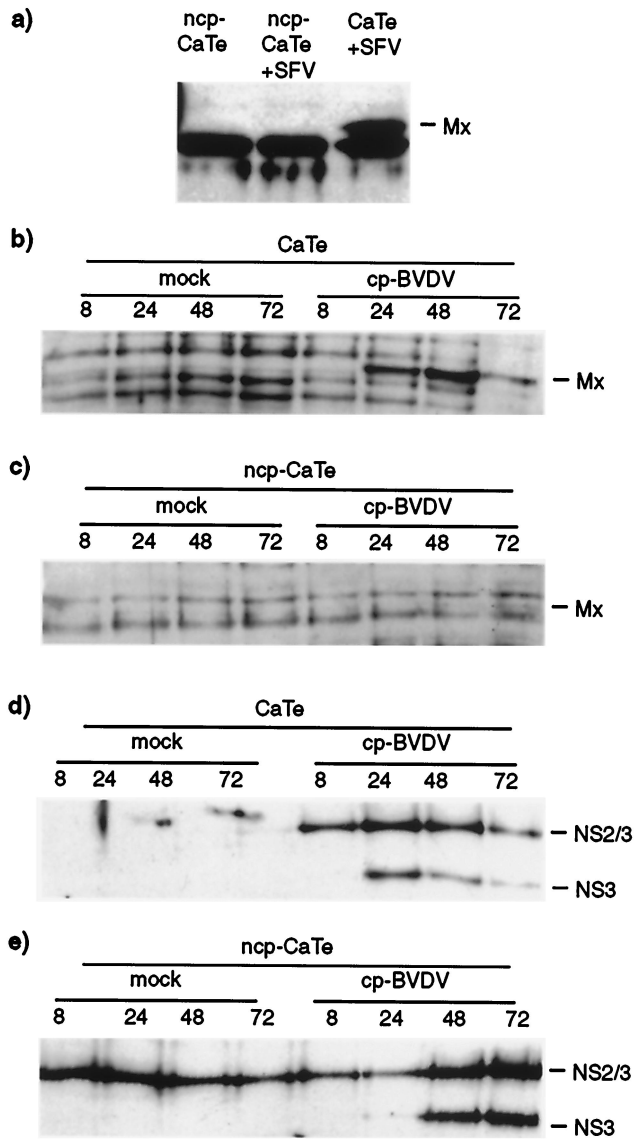 a)
ncp-
CaTe
ncp-
CaTe
+SFV
CaTe
+SFV
Mx
b)
CaTe
mock cp-BVDV
8 24 48 72 8 24 48 72
Mx
c)
ncp-CaTe
mock cp-BVDV
8 24 48 72 8 24 48 72
Mx
d)
CaTe
mock cp-BVDV
8 24 48 72 8 24 48 72
NS2/3
NS3
e)
ncp-CaTe
mock cp-BVDV
8 24 48 72 8 24 48 72
NS2/3
NS3